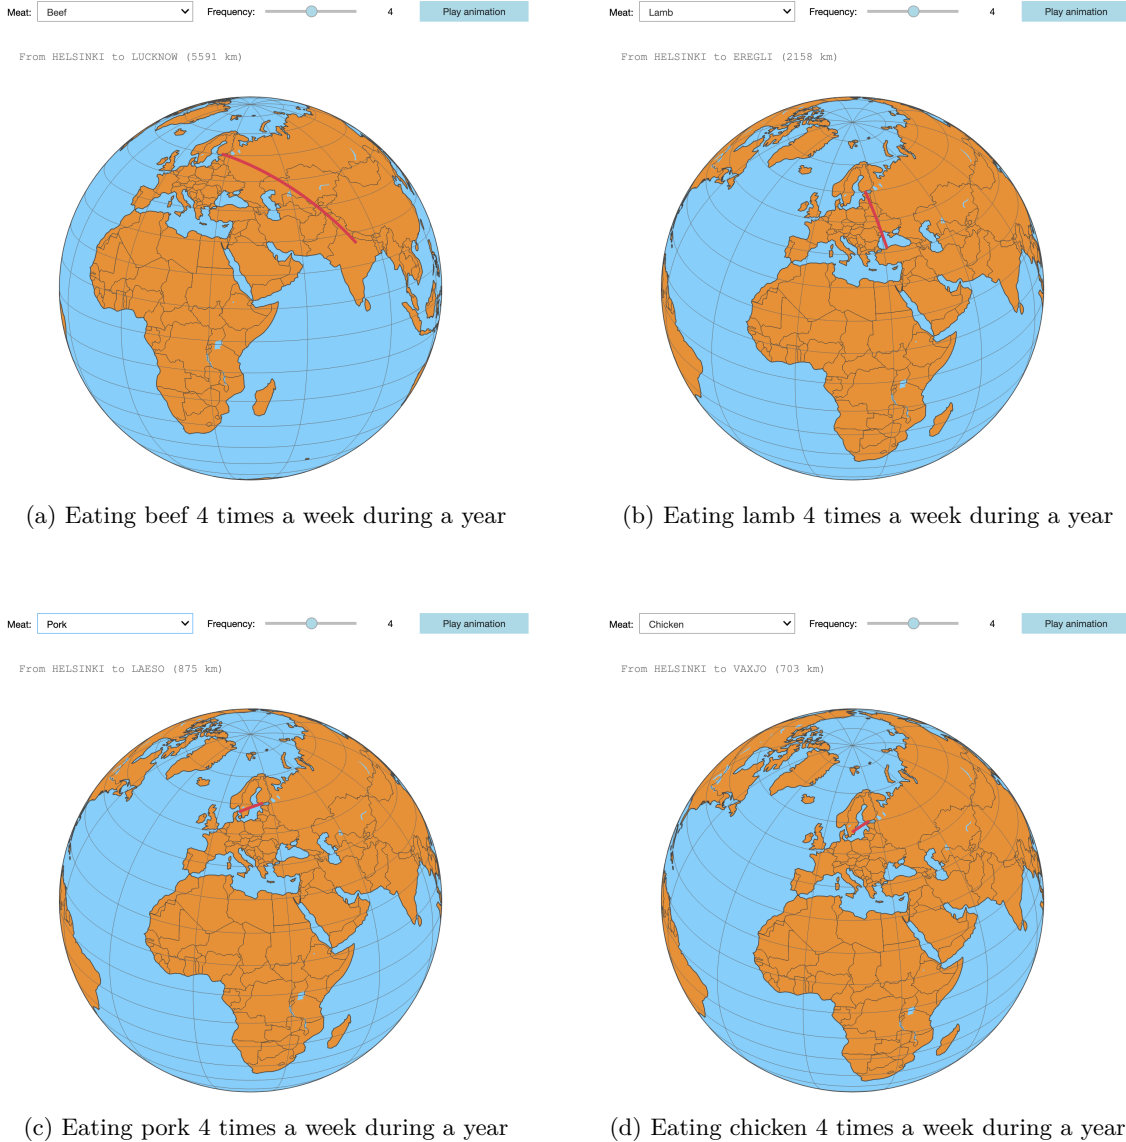 Meat: Beef Frequency: 4 Play animation
From HELSINKI to LUCKNOW (5591 km)
(a) Eating beef 4 times a week during a year
Meat: Lamb Frequency: 4 Play animation
From HELSINKI to EREGLI (2158 km)
(b) Eating lamb 4 times a week during a year
Meat: Pork Frequency: 4 Play animation
From HELSINKI to LAESO (875 km)
(c) Eating pork 4 times a week during a year
Meat: Chicken Frequency: 4 Play animation
From HELSINKI to VAXJO (703 km)
(d) Eating chicken 4 times a week during a year